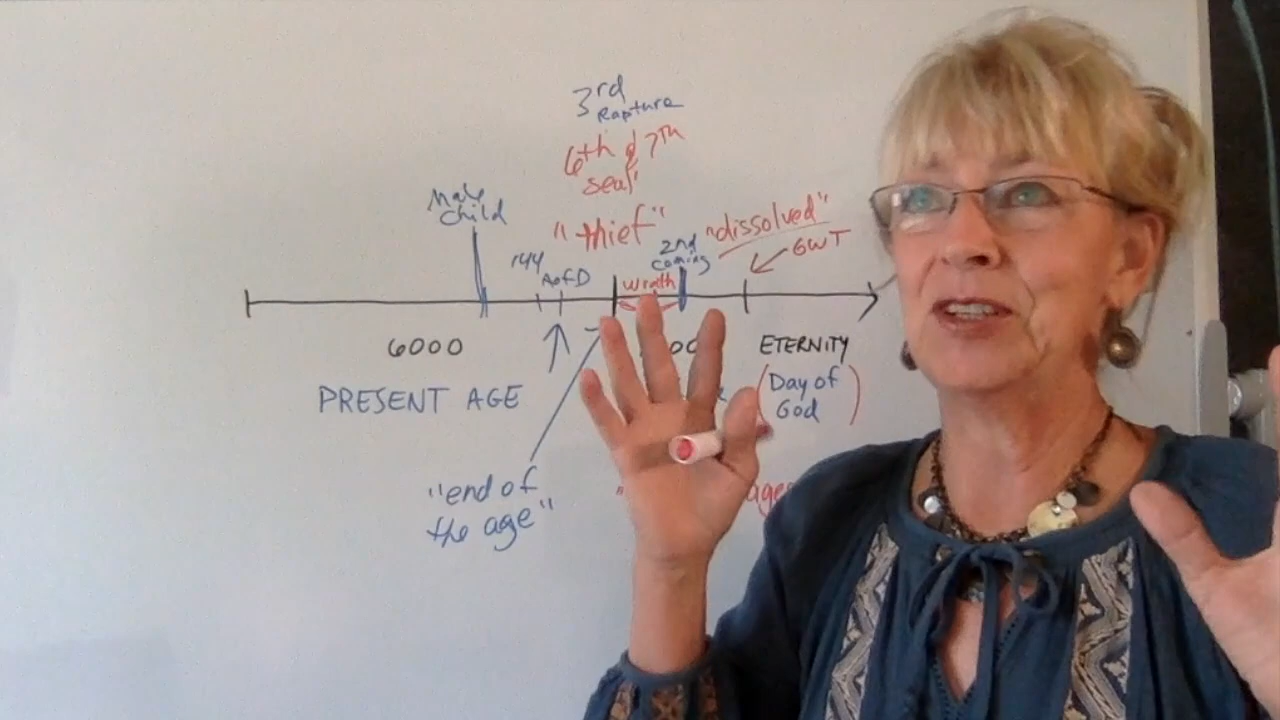 3rd
Rapture
6th & 7th
seal"
"thief"
"dissolved"
GWT
Male
Child
144
AofD
2nd
coming
wrath
6000
PRESENT AGE
ETERNITY
(Day of
God)
"end of
the age"